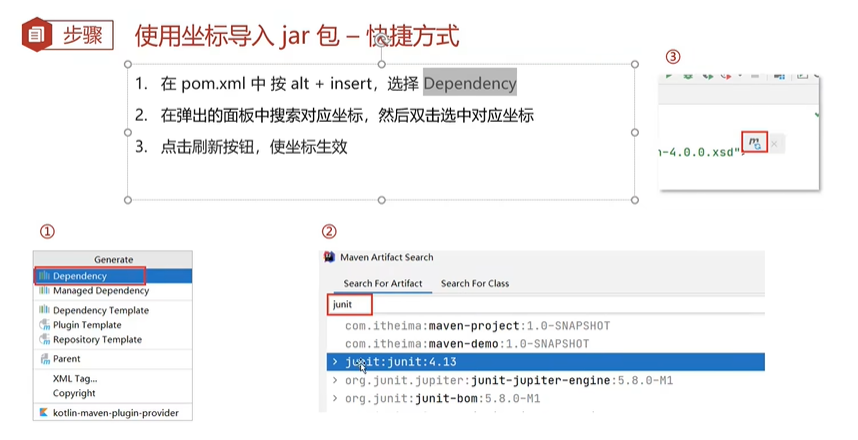 步骤
使用坐标导入 jar 包 – 快捷方式
1. 在 pom.xml 中 按 alt + insert，选择 Dependency
2. 在弹出的面板中搜索对应坐标，然后双击选中对应坐标
3. 点击刷新按钮，使坐标生效
③
n-4.0.0.xsd">
m
①
Generate
Dependency
Managed Dependency
Dependency Template
Plugin Template
Repository Template
Parent
XML Tag...
Copyright
kotlin-maven-plugin-provider
②
Maven Artifact Search
Search For Artifact Search For Class
junit
com.itheima:maven-project:1.0-SNAPSHOT
com.itheima:maven-demo:1.0-SNAPSHOT
junit:junit:4.13
org.junit.jupiter:junit-jupiter-engine:5.8.0-M1
org.junit:junit-bom:5.8.0-M1